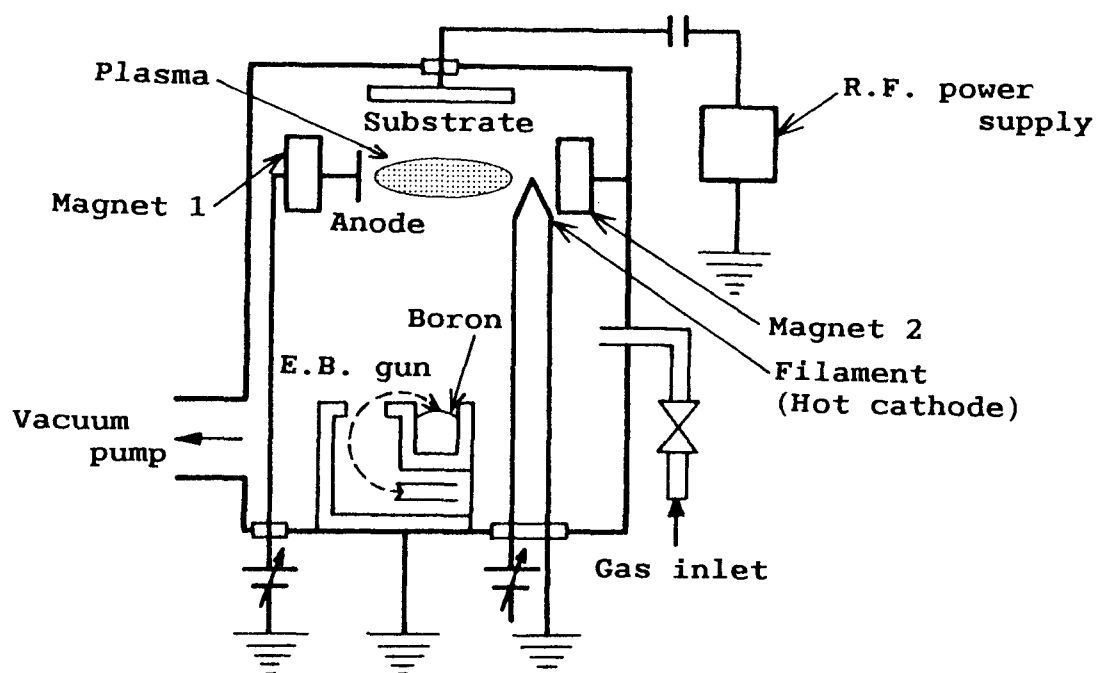 Plasma
R.F. power
supply
Substrate
Magnet 1
Anode
Boron
Magnet 2
E.B. gun
Filament
(Hot cathode)
Vacuum
pump
Gas inlet